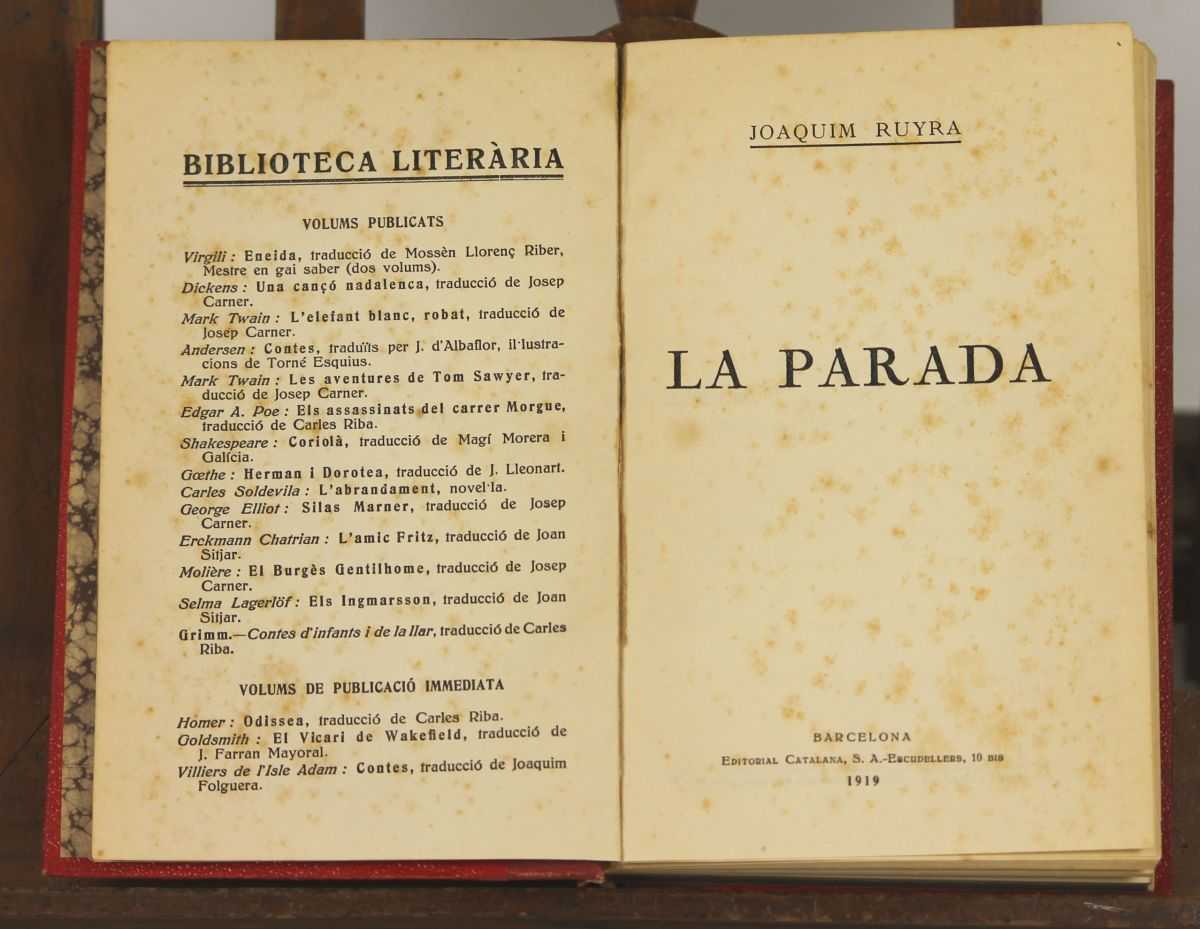 BIBLIOTECA LITERÀRIA
VOLUMS PUBLICATS
Virgili : Eneida, traducció de Mossèn Llorenç Riber,
Mestre en gai saber (dos volums).
Dickens : Una cançó nadalenca, traducció de Josep
Carner.
Mark Twain : L'elefant blanc, robat, traducció de
Josep Carner.
Andersen : Contes, traduïts per J. d'Albaflor, il·lustra-
cions de Torné Esquius.
Mark Twain : Les aventures de Tom Sawyer, tra-
ducció de Josep Carner.
Edgar A. Poe : Els assassinats del carrer Morgue,
traducció de Carles Riba.
Shakespeare : Coriolà, traducció de Magí Morera i
Galícia.
Gœthe : Herman i Dorotea, traducció de J. Lleonart.
Carles Soldevila : L'abrandament, novel·la.
George Elliot : Silas Marner, traducció de Josep
Carner.
Erckmann Chatrian : L'amic Fritz, traducció de Joan
Sitjar.
Molière : El Burgès Gentilhome, traducció de Josep
Carner.
Selma Lagerlöf : Els Ingmarsson, traducció de Joan
Sitjar.
Grimm.—Contes d'infants i de la llar, traducció de Carles
Riba.
VOLUMS DE PUBLICACIÓ IMMEDIATA
Homer : Odissea, traducció de Carles Riba.
Goldsmith : El Vicari de Wakefield, traducció de
J. Farran Mayoral.
Villiers de l'Isle Adam : Contes, traducció de Joaquim
Folguera.
JOAQUIM RUYRA
LA PARADA
BARCELONA
EDITORIAL CATALANA, S. A.-ESCUDELLERS, 10 BIS
1919